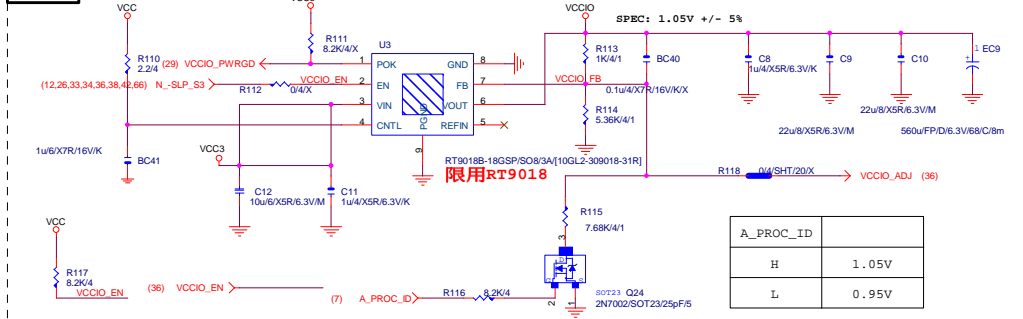 VCC
VCCIO
SPEC: 1.05V +/- 5%
R111
8.2K/4/X
R110
2.2/4
(29) VCCIO_PWRGD
(12,26,33,34,36,38,42,66) N_-SLP_S3
R112
0/4/X
VCCIO_EN
U3
1 POK
2 EN
3 VIN
4 CNTL
GND 8
FB 7
VOUT 6
REFIN 5
PGND
9
R113
1K/4/1
VCCIO_FB
BC40
0.1u/4/X7R/16V/K/X
R114
5.36K/4/1
C8
1u/4/X5R/6.3V/K
C9
22u/8/X5R/6.3V/M
C10
22u/8/X5R/6.3V/M
1 EC9
+
560u/FP/D/6.3V/68/C/8m
1u/6/X7R/16V/K
BC41
VCC3
C12
10u/6/X5R/6.3V/M
C11
1u/4/X5R/6.3V/K
RT9018B-18GSP/SO8/3A/[10GL2-309018-31R]
限用RT9018
R118
0/4/SHT/20/X
VCCIO_ADJ (36)
R115
7.68K/4/1
3
2
1
SOT23 Q24
2N7002/SOT23/25pF/5
VCC
R117
8.2K/4
VCCIO_EN
(36) VCCIO_EN
(7) A_PROC_ID
R116
8.2K/4
A_PROC_ID
H 1.05V
L 0.95V